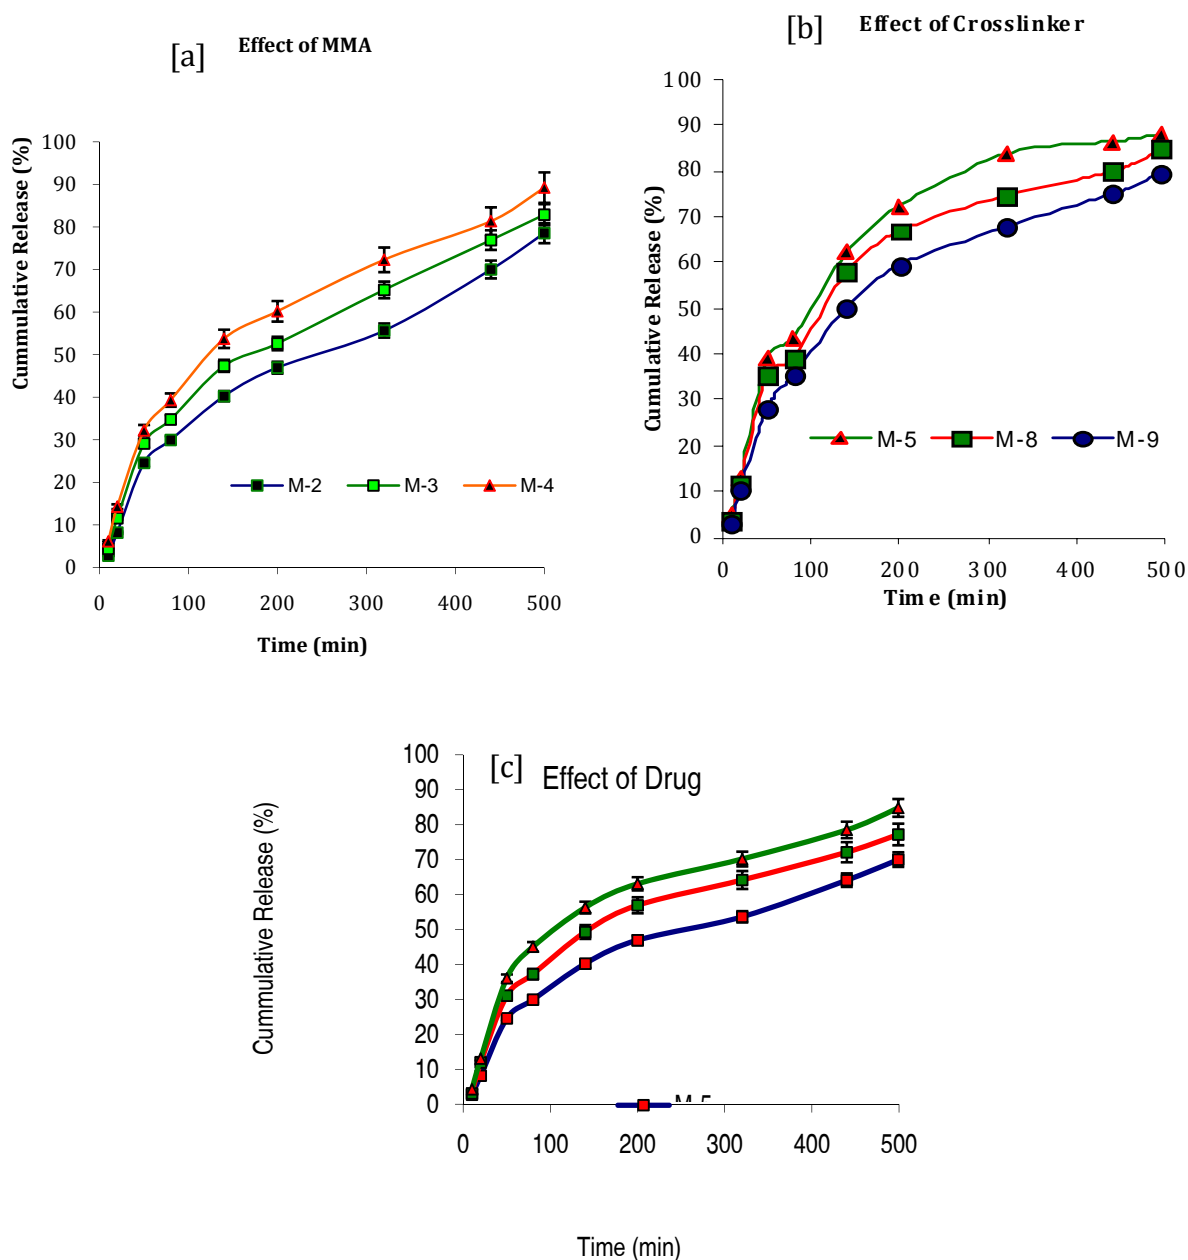 [a] Effect of MMA
Cummulative Release (%)
100
90
80
70
60
50
40
30
20
10
0
M-2 M-3 M-4
0 100 200 300 400 500
Time (min)
[b] Effect of Crosslinker
Cumulative Release (%)
100
90
80
70
60
50
40
30
20
10
0
M-5 M-8 M-9
0 100 200 300 400 500
Time (min)
[c] Effect of Drug
Cummulative Release (%)
100
90
80
70
60
50
40
30
20
10
0
0 100 200 300 400 500
Time (min)